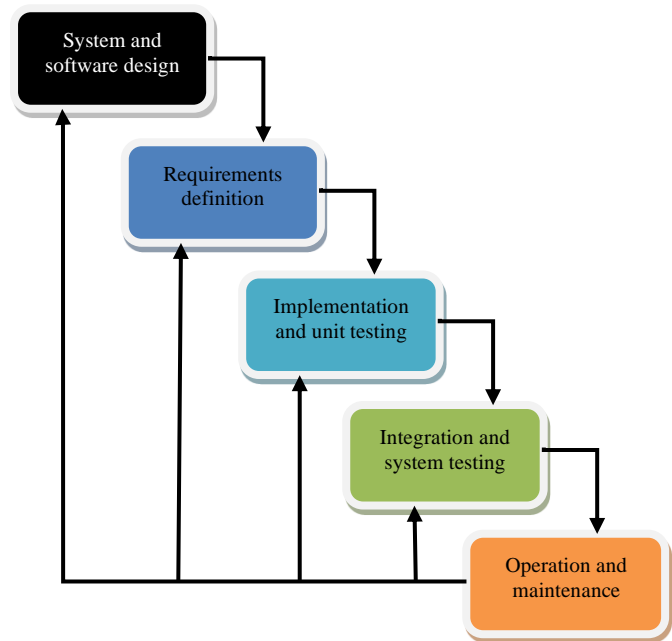 System and
software design
Requirements
definition
Implementation
and unit testing
Integration and
system testing
Operation and
maintenance